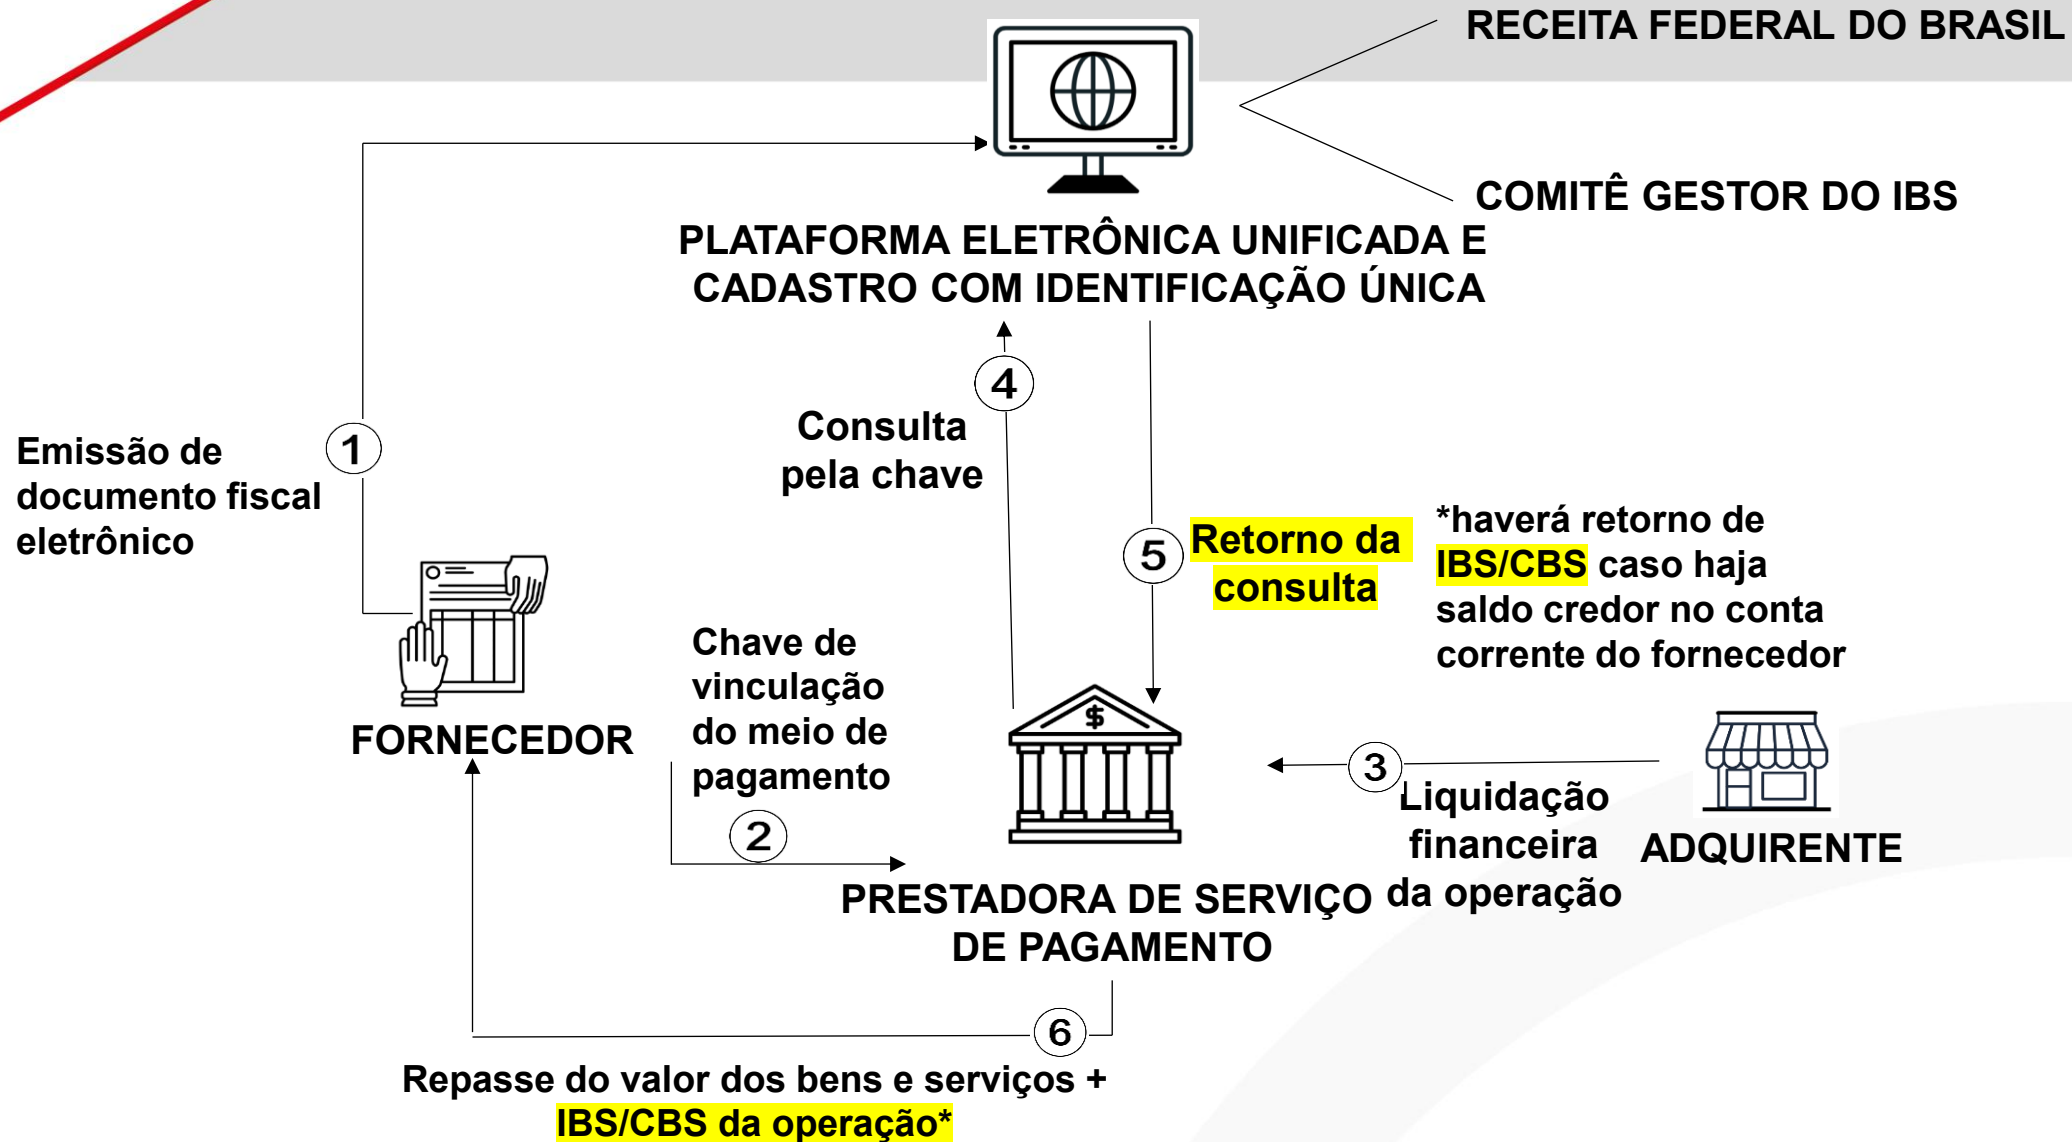 RECEITA FEDERAL DO BRASIL
COMITÊ GESTOR DO IBS
PLATAFORMA ELETRÔNICA UNIFICADA E
CADASTRO COM IDENTIFICAÇÃO ÚNICA
4
Consulta
pela chave
1
Emissão de
documento fiscal
eletrônico
5
Retorno da
consulta
*haverá retorno de
IBS/CBS caso haja
saldo credor no conta
corrente do fornecedor
FORNECEDOR
Chave de
vinculação
do meio de
pagamento
2
$
3
Liquidação
financeira
da operação
ADQUIRENTE
PRESTADORA DE SERVIÇO
DE PAGAMENTO
6
Repasse do valor dos bens e serviços +
IBS/CBS da operação*